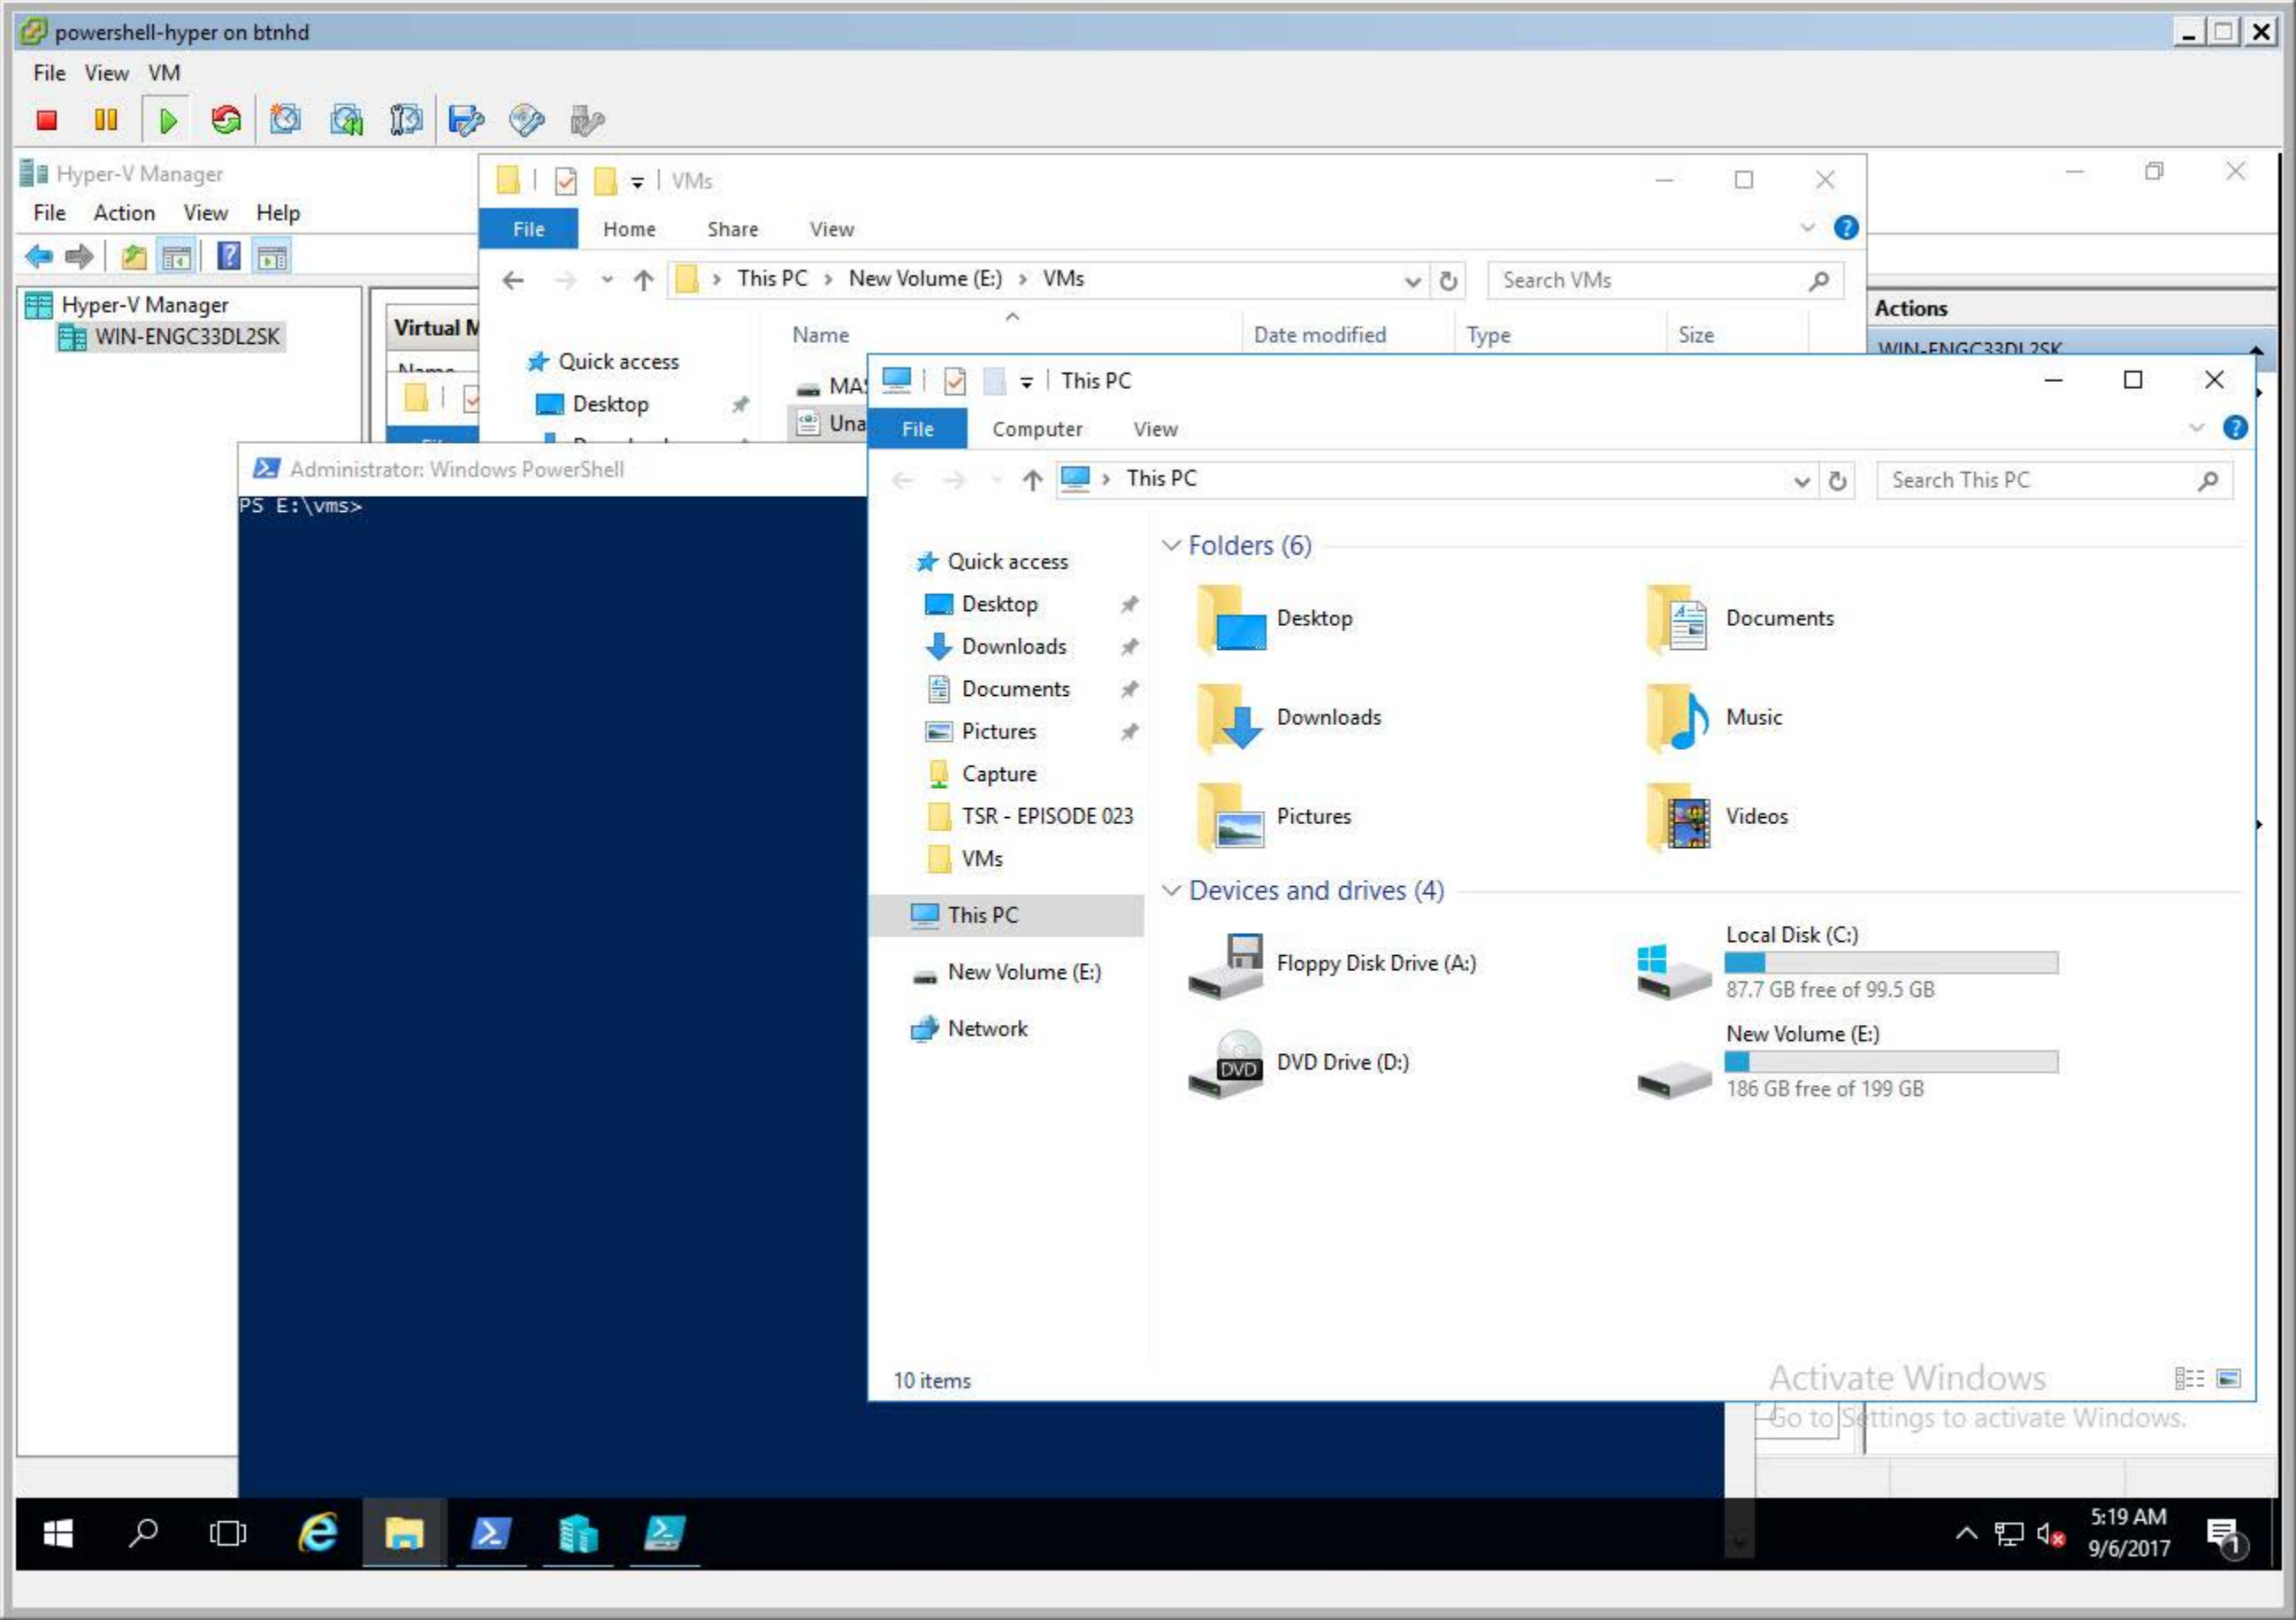 powershell-hyper on btnhd
File View VM
Hyper-V Manager
File Action View Help
Hyper-V Manager
WIN-ENGC33DL2SK
Virtual M
Name
VMs
File Home Share View
This PC > New Volume (E:) > VMs
Search VMs
Name Date modified Type Size
Quick access
Desktop
MAS
Una
Actions
WIN-ENGC33DL2SK
Administrator: Windows PowerShell
PS E:\vms>
This PC
File Computer View
This PC
Search This PC
Quick access
Desktop
Downloads
Documents
Pictures
Capture
TSR - EPISODE 023
VMs
This PC
New Volume (E:)
Network
Folders (6)
Desktop
Documents
Downloads
Music
Pictures
Videos
Devices and drives (4)
Floppy Disk Drive (A:)
Local Disk (C:)
87.7 GB free of 99.5 GB
DVD
DVD Drive (D:)
New Volume (E:)
186 GB free of 199 GB
10 items
Activate Windows
Go to Settings to activate Windows.
5:19 AM
9/6/2017
1